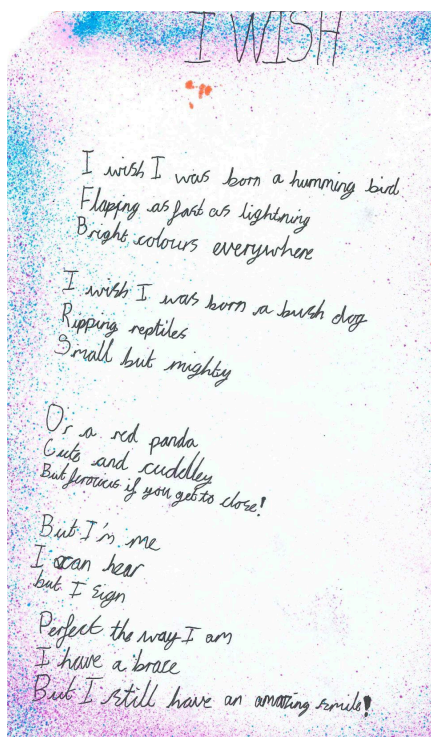 I WISH
I wish I was born a humming bird
Flapping as fast as lightning
Bright colours everywhere
I wish I was born a bush dog
Ripping reptiles
Small but mighty
Or a red panda
Cute and cuddley
But ferocius if you get to close!
But I'm me
I can hear
but I sign
Perfect the way I am
I have a brace
But I still have an amazing smile!